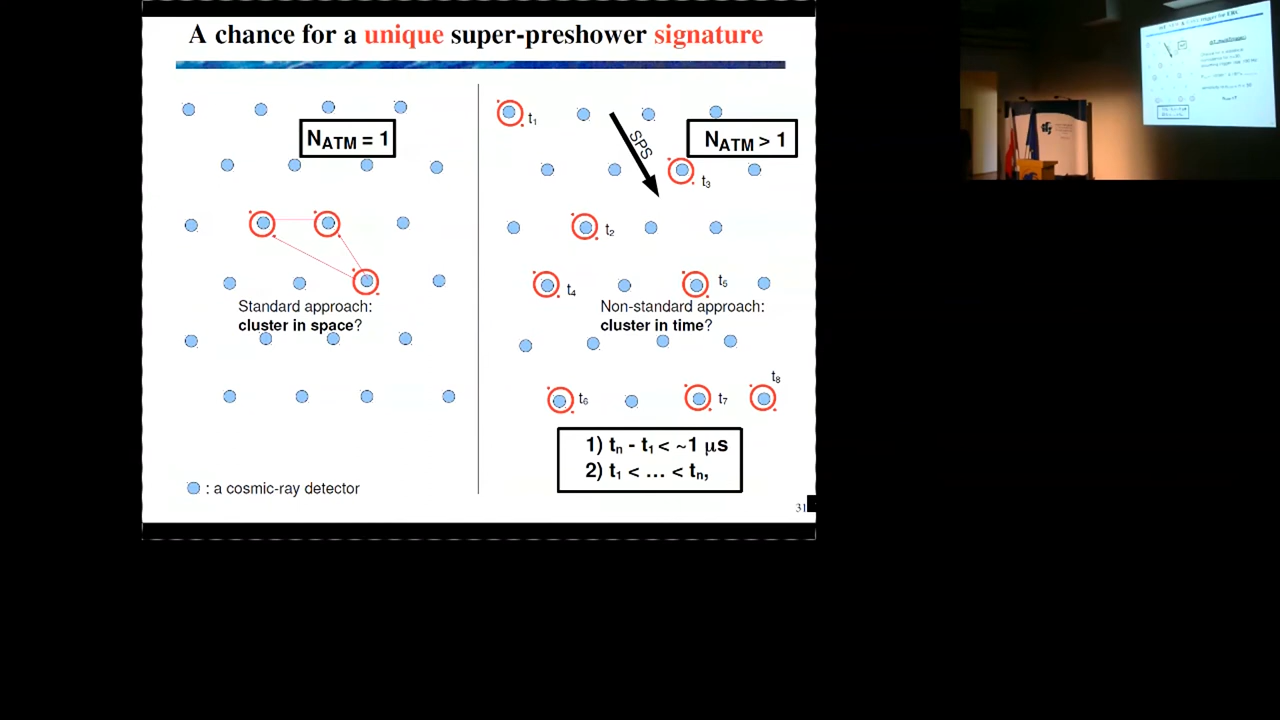 A chance for a unique super-preshower signature
N_ATM = 1
Standard approach:
cluster in space?
: a cosmic-ray detector
t₁
SPS
N_ATM > 1
t₃
t₂
t₄
t₅
Non-standard approach:
cluster in time?
t₆
t₇
t₈
1) tₙ - t₁ < ~1 μs
2) t₁ < ... < tₙ,
31